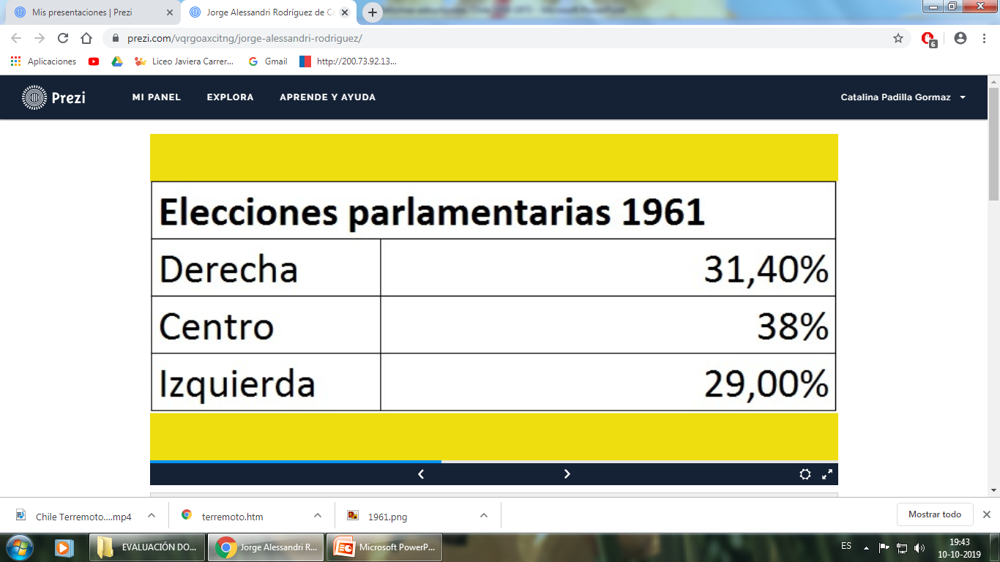 Mis presentaciones | Prezi
Jorge Alessandri Rodríguez de Ca
prezi.com/vqrgoaxcitng/jorge-alessandri-rodriguez/
6
Aplicaciones
Liceo Javiera Carrer...
Gmail
http://200.73.92.13...
Prezi
MI PANEL
EXPLORA
APRENDE Y AYUDA
Catalina Padilla Gormaz
Elecciones parlamentarias 1961
Derecha 31,40%
Centro 38%
Izquierda 29,00%
Chile Terremoto....mp4
terremoto.htm
1961.png
Mostrar todo
EVALUACIÓN DO...
Jorge Alessandri R...
Microsoft PowerP...
ES
19:43
10-10-2019